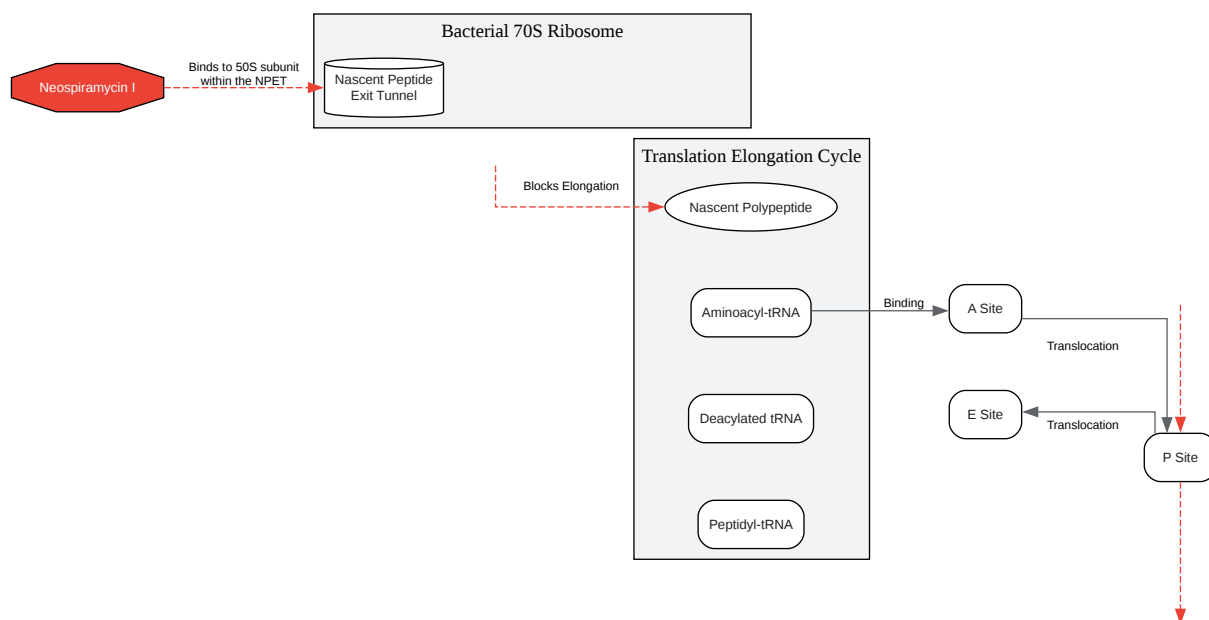 Bacterial 70S Ribosome
Neospiramycin I
Binds to 50S subunit
within the NPET
Nascent Peptide
Exit Tunnel
Translation Elongation Cycle
Blocks Elongation
Nascent Polypeptide
Aminoacyl-tRNA
Binding
A Site
Translocation
Deacylated tRNA
E Site
Translocation
P Site
Peptidyl-tRNA